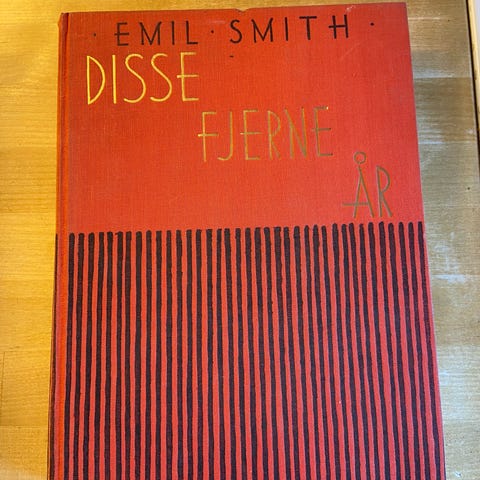 · EMIL · SMITH ·
DISSE
FJERNE
ÅR